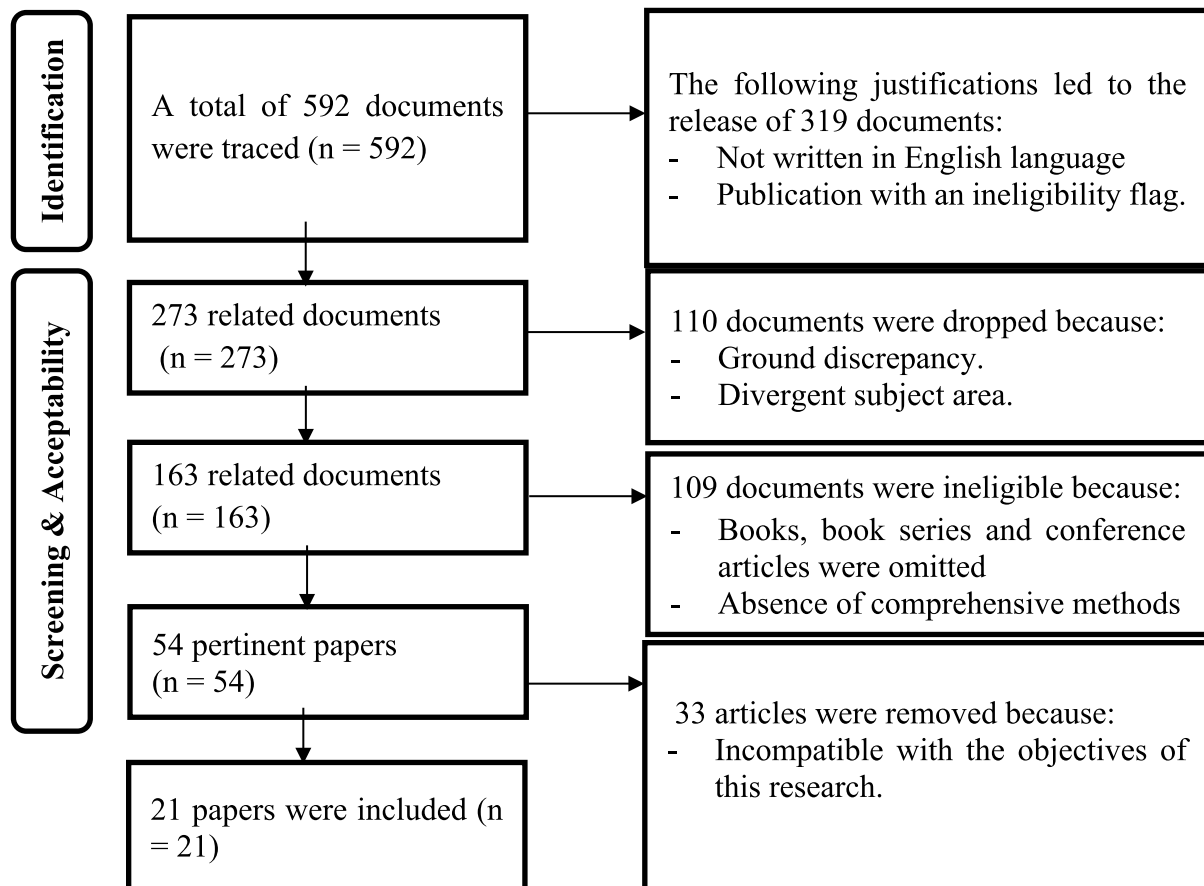 Identification
A total of 592 documents
were traced (n = 592)
The following justifications led to the
release of 319 documents:
- Not written in English language
- Publication with an ineligibility flag.
Screening & Acceptability
273 related documents
(n = 273)
110 documents were dropped because:
- Ground discrepancy.
- Divergent subject area.
163 related documents
(n = 163)
109 documents were ineligible because:
- Books, book series and conference
articles were omitted
- Absence of comprehensive methods
54 pertinent papers
(n = 54)
33 articles were removed because:
- Incompatible with the objectives of
this research.
21 papers were included (n
= 21)